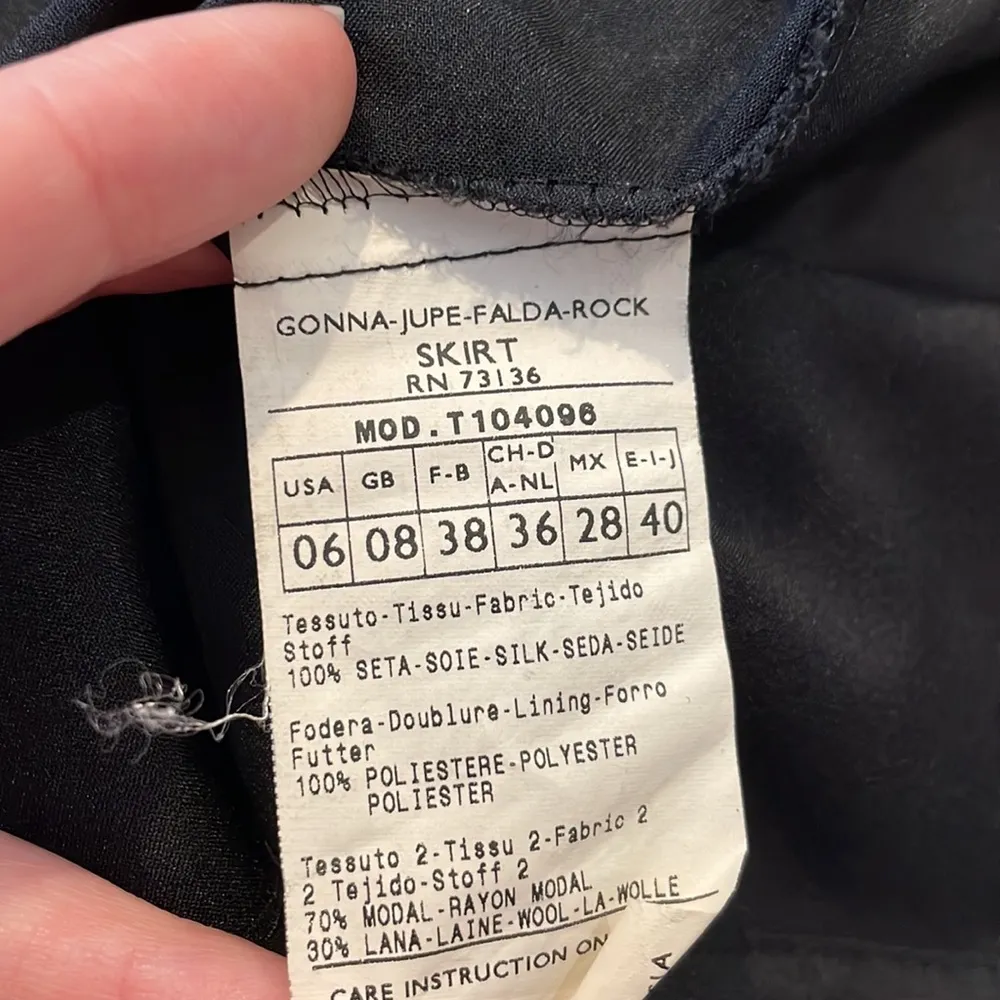 GONNA-JUPE-FALDA-ROCK
SKIRT
RN 73136
MOD.T104096
USA GB F-B CH-D A-NL MX E-I-J
06 08 38 36 28 40
Tessuto-Tissu-Fabric-Tejido
Stoff
100% SETA-SOIE-SILK-SEDA-SEIDE
Fodera-Doublure-Lining-Forro
Futter
100% POLIESTERE-POLYESTER
POLIESTER
Tessuto 2-Tissu 2-Fabric 2
2 Tejido-Stoff 2
70% MODAL-RAYON MODAL
30% LANA-LAINE-WOOL-LA-WOLLE
CARE INSTRUCTION ON